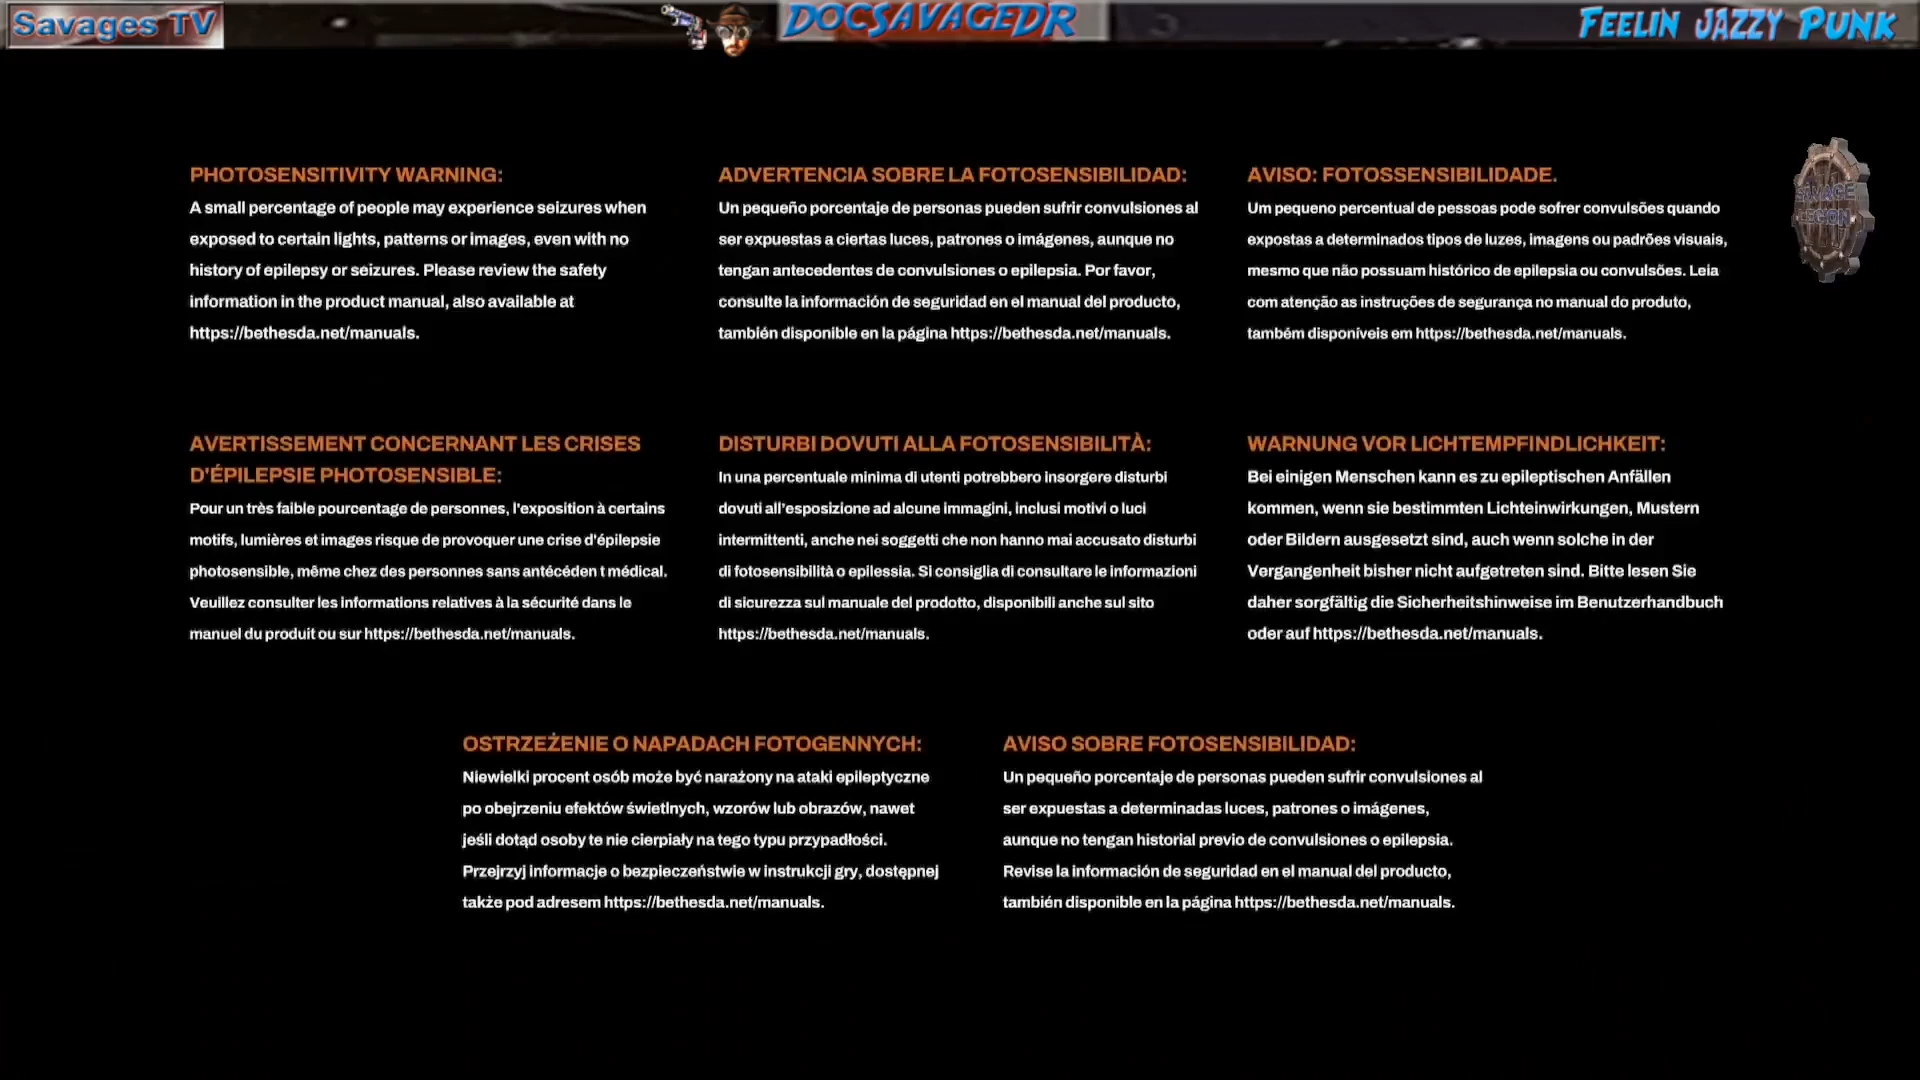 Savages TV
DOCSAVAGEDR
FEELIN JAZZY PUNK
SAVAGE
LEGION
PHOTOSENSITIVITY WARNING:
A small percentage of people may experience seizures when
exposed to certain lights, patterns or images, even with no
history of epilepsy or seizures. Please review the safety
information in the product manual, also available at
https://bethesda.net/manuals.
ADVERTENCIA SOBRE LA FOTOSENSIBILIDAD:
Un pequeño porcentaje de personas pueden sufrir convulsiones al
ser expuestas a ciertas luces, patrones o imágenes, aunque no
tengan antecedentes de convulsiones o epilepsia. Por favor,
consulte la información de seguridad en el manual del producto,
también disponible en la página https://bethesda.net/manuals.
AVISO: FOTOSSENSIBILIDADE.
Um pequeno percentual de pessoas pode sofrer convulsões quando
expostas a determinados tipos de luzes, imagens ou padrões visuais,
mesmo que não possuam histórico de epilepsia ou convulsões. Leia
com atenção as instruções de segurança no manual do produto,
também disponíveis em https://bethesda.net/manuals.
AVERTISSEMENT CONCERNANT LES CRISES
D'ÉPILEPSIE PHOTOSENSIBLE:
Pour un très faible pourcentage de personnes, l'exposition à certains
motifs, lumières et images risque de provoquer une crise d'épilepsie
photosensible, même chez des personnes sans antécéden t médical.
Veuillez consulter les informations relatives à la sécurité dans le
manuel du produit ou sur https://bethesda.net/manuals.
DISTURBI DOVUTI ALLA FOTOSENSIBILITÀ:
In una percentuale minima di utenti potrebbero insorgere disturbi
dovuti all'esposizione ad alcune immagini, inclusi motivi o luci
intermittenti, anche nei soggetti che non hanno mai accusato disturbi
di fotosensibilità o epilessia. Si consiglia di consultare le informazioni
di sicurezza sul manuale del prodotto, disponibili anche sul sito
https://bethesda.net/manuals.
WARNUNG VOR LICHTEMPFINDLICHKEIT:
Bei einigen Menschen kann es zu epileptischen Anfällen
kommen, wenn sie bestimmten Lichteinwirkungen, Mustern
oder Bildern ausgesetzt sind, auch wenn solche in der
Vergangenheit bisher nicht aufgetreten sind. Bitte lesen Sie
daher sorgfältig die Sicherheitshinweise im Benutzerhandbuch
oder auf https://bethesda.net/manuals.
OSTRZEŻENIE O NAPADACH FOTOGENNYCH:
Niewielki procent osób może być narażony na ataki epileptyczne
po obejrzeniu efektów świetlnych, wzorów lub obrazów, nawet
jeśli dotąd osoby te nie cierpiały na tego typu przypadłości.
Przejrzyj informacje o bezpieczeństwie w instrukcji gry, dostępnej
także pod adresem https://bethesda.net/manuals.
AVISO SOBRE FOTOSENSIBILIDAD:
Un pequeño porcentaje de personas pueden sufrir convulsiones al
ser expuestas a determinadas luces, patrones o imágenes,
aunque no tengan historial previo de convulsiones o epilepsia.
Revise la información de seguridad en el manual del producto,
también disponible en la página https://bethesda.net/manuals.